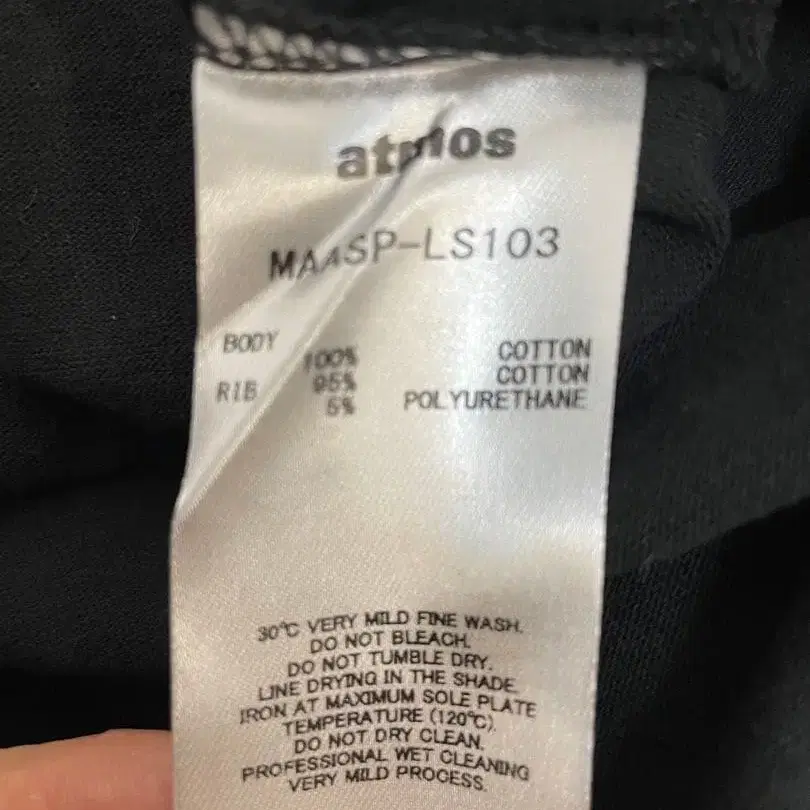 atmos
MAASP-LS103
BODY 100% COTTON
RIB 95% COTTON
5% POLYURETHANE
30℃ VERY MILD FINE WASH.
DO NOT BLEACH.
DO NOT TUMBLE DRY.
LINE DRYING IN THE SHADE.
IRON AT MAXIMUM SOLE PLATE
TEMPERATURE (120℃).
DO NOT DRY CLEAN.
PROFESSIONAL WET CLEANING
VERY MILD PROCESS.